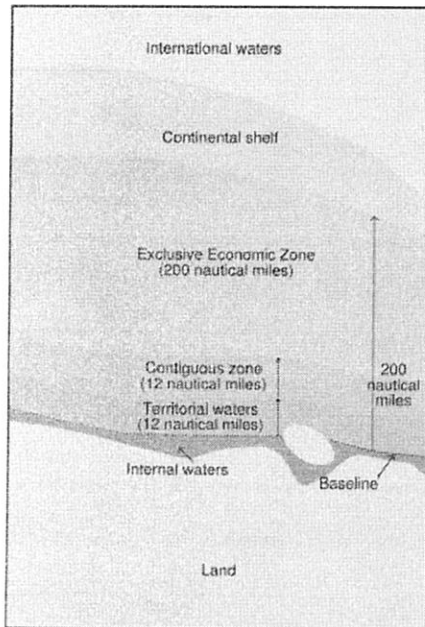 International waters
Continental shelf
Exclusive Economic Zone
(200 nautical miles)
Contiguous zone
(12 nautical miles)
200
nautical
miles
Territorial waters
(12 nautical miles)
Internal waters
Baseline
Land